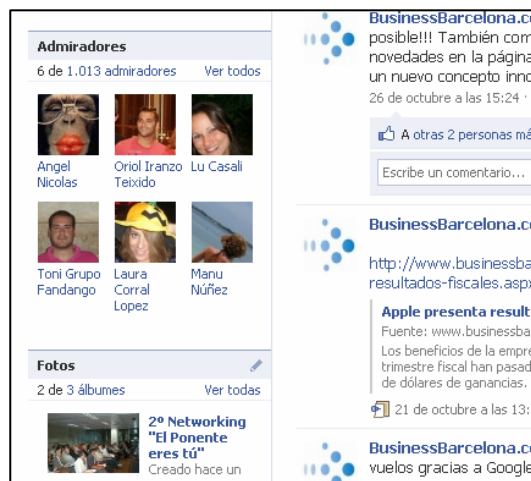 Admiradores
6 de 1.013 admiradores Ver todos
Angel
Nicolas
Oriol Iranzo
Teixido
Lu Casali
Toni Grupo
Fandango
Laura
Corral
Lopez
Manu
Núñez
Fotos
2 de 3 álbumes Ver todas
2º Networking
"El Ponente
eres tú"
Creado hace un
BusinessBarcelona.c
posible!!! También com
novedades en la página
un nuevo concepto inno
26 de octubre a las 15:24 ·
A otras 2 personas má
Escribe un comentario...
BusinessBarcelona.c
http://www.businessba
resultados-fiscales.asp
Apple presenta result
Fuente: www.businessba
Los beneficios de la empre
trimestre fiscal han pasad
de dólares de ganancias.
21 de octubre a las 13:
BusinessBarcelona.c
vuelos gracias a Google